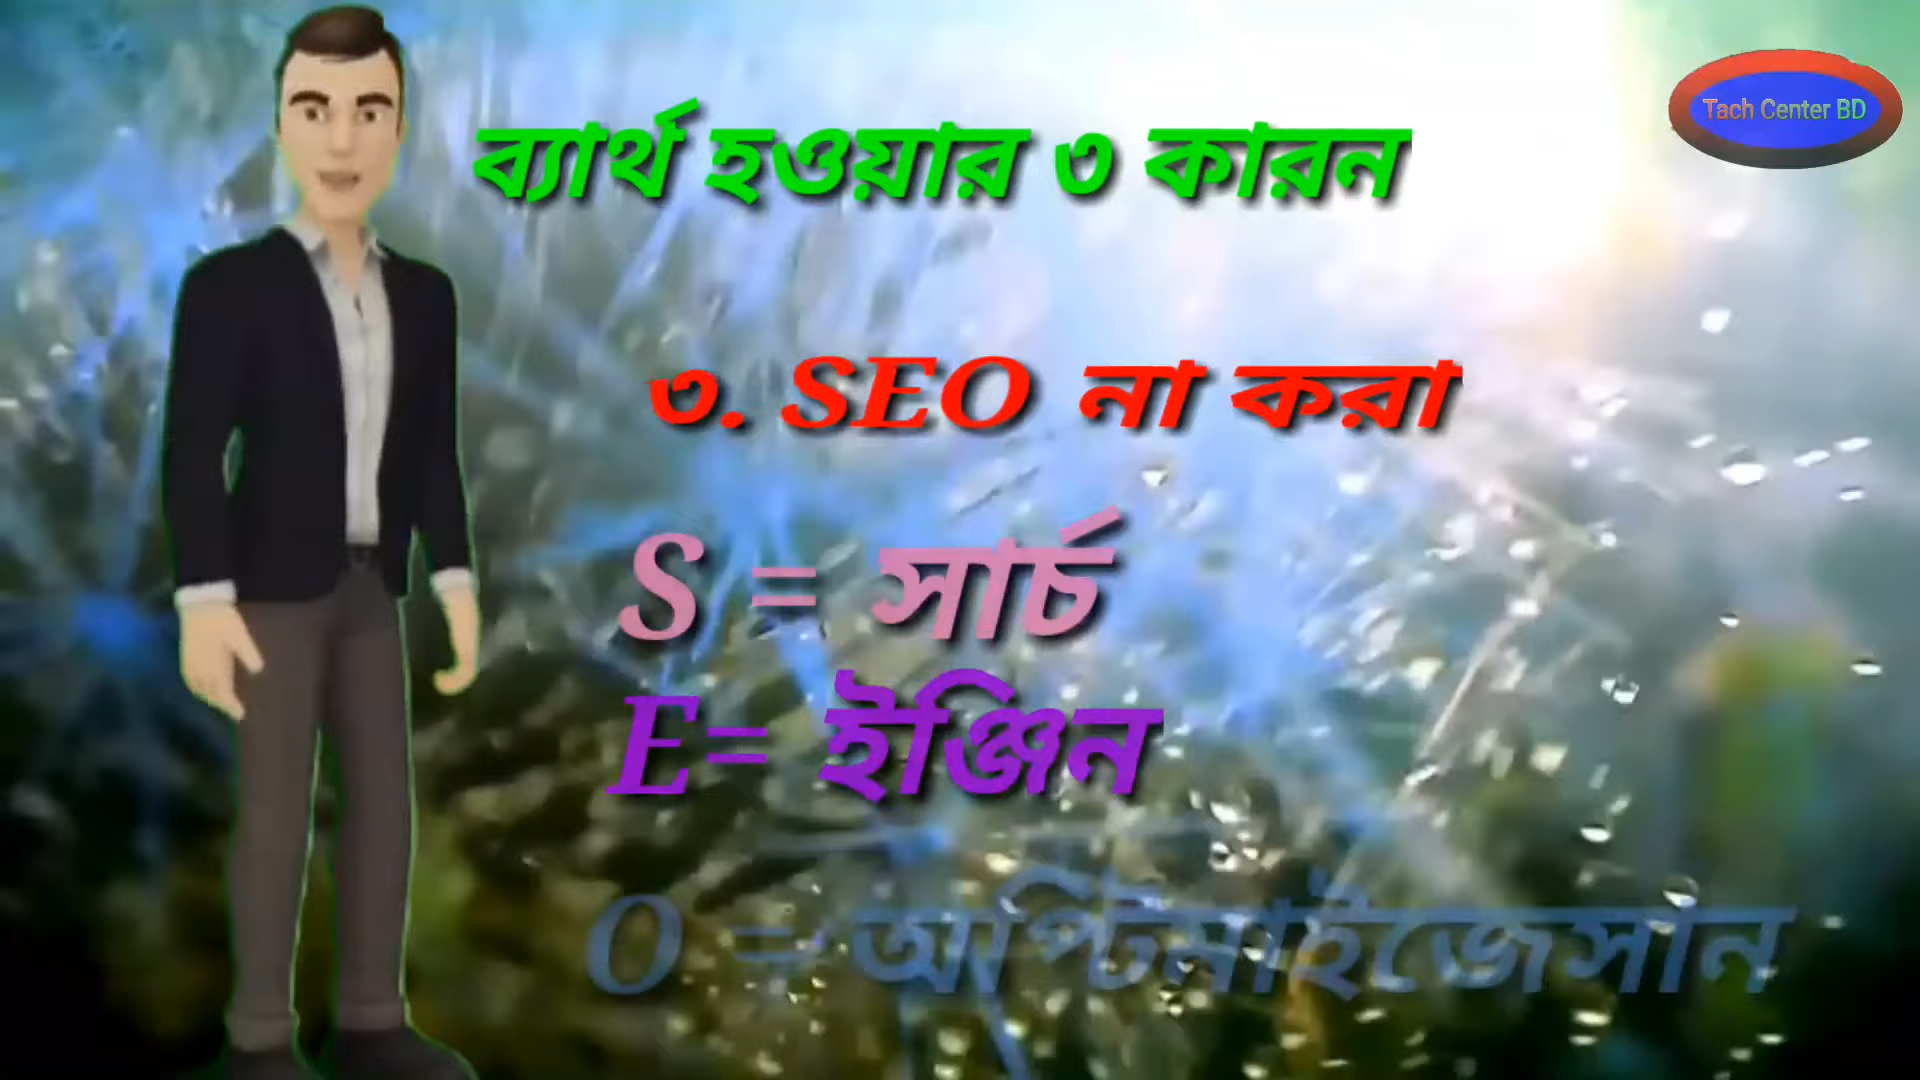 Tach Center BD
ব্যার্থ হওয়ার ৩ কারন
৩. SEO না করা
S = সার্চ
E= ইঞ্জিন
O = অপ্টিমাইজেসান